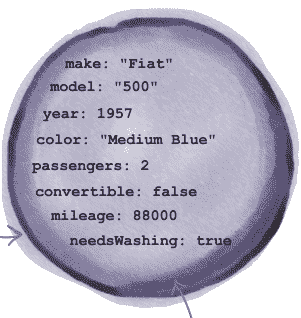 make: "Fiat"
model: "500"
year: 1957
color: "Medium Blue"
passengers: 2
convertible: false
mileage: 88000
needsWashing: true